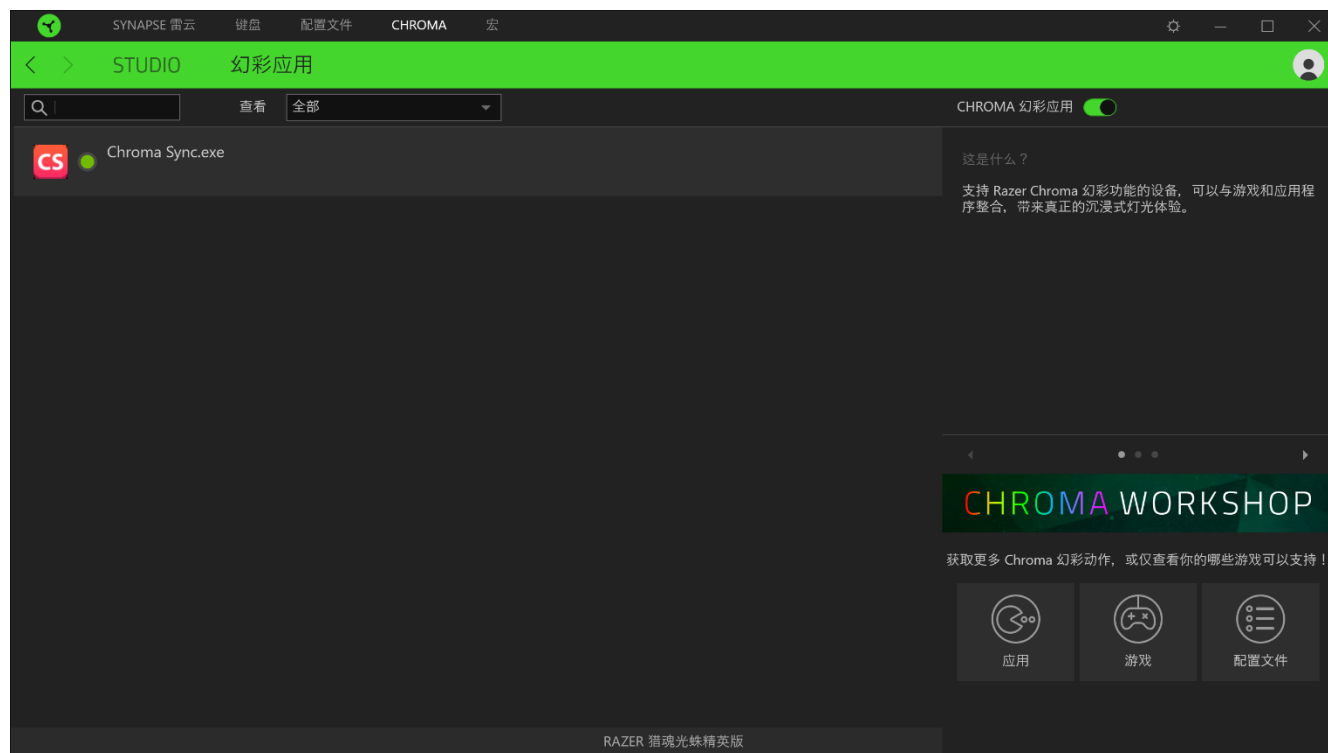 SYNAPSE 雷云 键盘 配置文件 CHROMA 宏
STUDIO 幻彩应用
查看 全部 CHROMA 幻彩应用
CS Chroma Sync.exe
这是什么？
支持 Razer Chroma 幻彩功能的设备，可以与游戏和应用程
序整合，带来真正的沉浸式灯光体验。
CHROMA WORKSHOP
获取更多 Chroma 幻彩动作，或仅查看你的哪些游戏可以支持！
应用 游戏 配置文件
RAZER 猎魂光蛛精英版